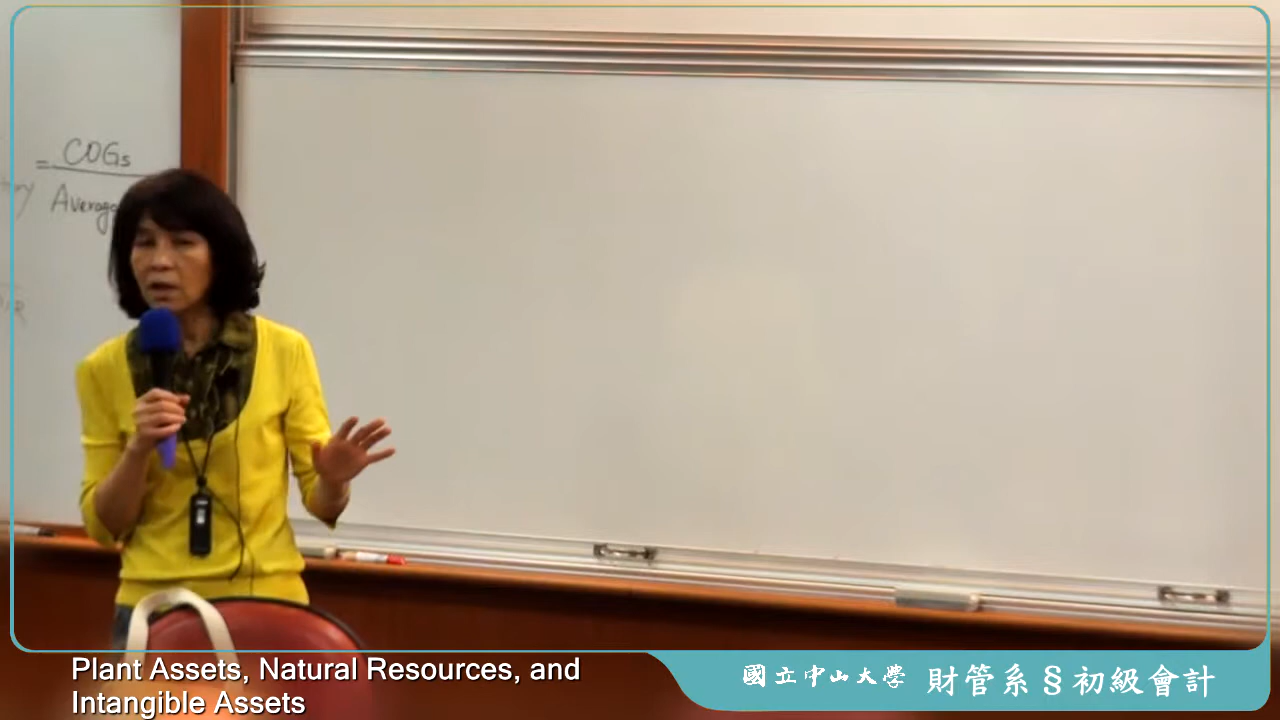 = COGs
Average
Plant Assets, Natural Resources, and
Intangible Assets
國立中山大學 財管系§初級會計